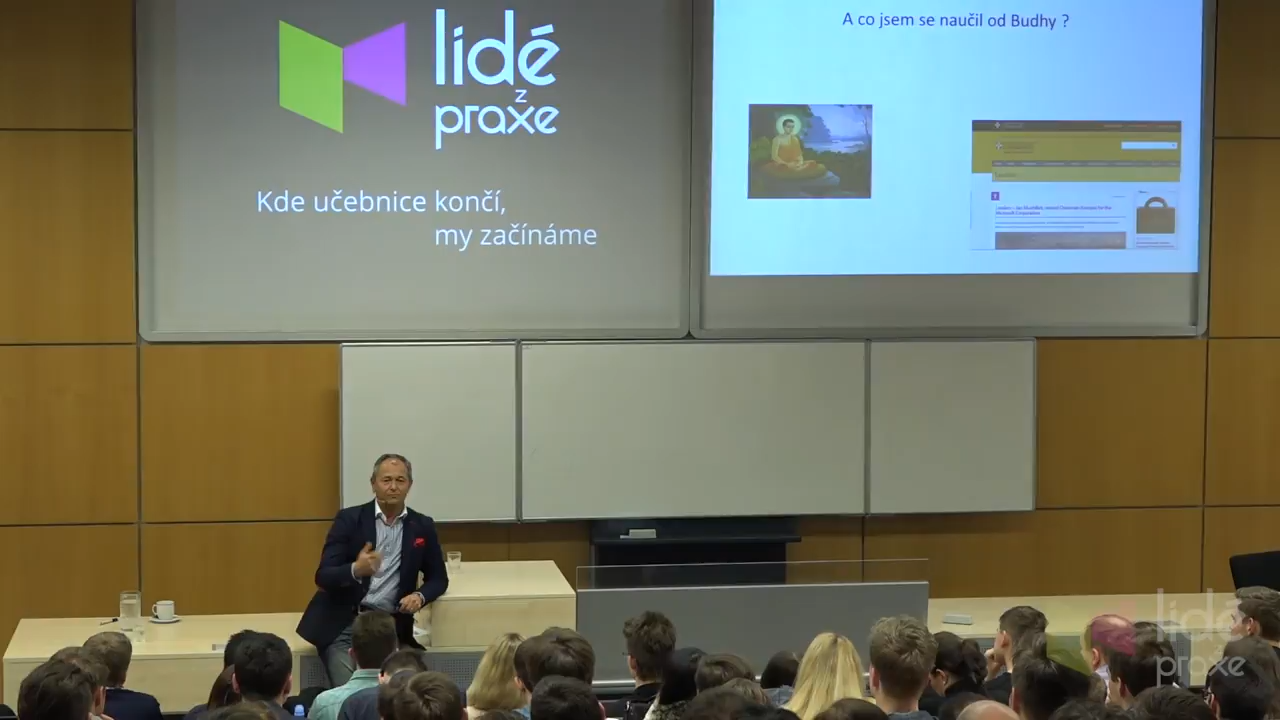 lidé
z
praxe
Kde učebnice končí,
my začínáme
A co jsem se naučil od Budhy ?
lidé
z
praxe